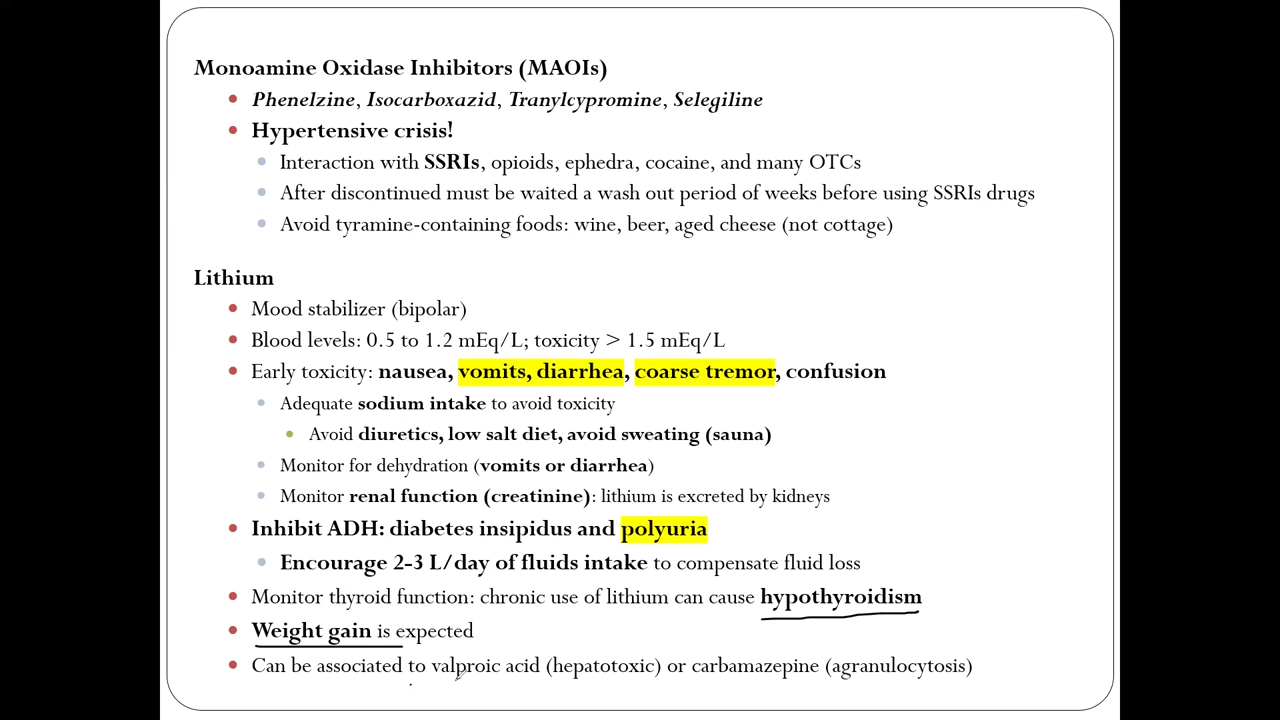 Monoamine Oxidase Inhibitors (MAOIs)
Phenelzine, Isocarboxazid, Tranylcypromine, Selegiline
Hypertensive crisis!
Interaction with SSRIs, opioids, ephedra, cocaine, and many OTCs
After discontinued must be waited a wash out period of weeks before using SSRIs drugs
Avoid tyramine-containing foods: wine, beer, aged cheese (not cottage)
Lithium
Mood stabilizer (bipolar)
Blood levels: 0.5 to 1.2 mEq/L; toxicity > 1.5 mEq/L
Early toxicity: nausea, vomits, diarrhea, coarse tremor, confusion
Adequate sodium intake to avoid toxicity
Avoid diuretics, low salt diet, avoid sweating (sauna)
Monitor for dehydration (vomits or diarrhea)
Monitor renal function (creatinine): lithium is excreted by kidneys
Inhibit ADH: diabetes insipidus and polyuria
Encourage 2-3 L/day of fluids intake to compensate fluid loss
Monitor thyroid function: chronic use of lithium can cause hypothyroidism
Weight gain is expected
Can be associated to valproic acid (hepatotoxic) or carbamazepine (agranulocytosis)